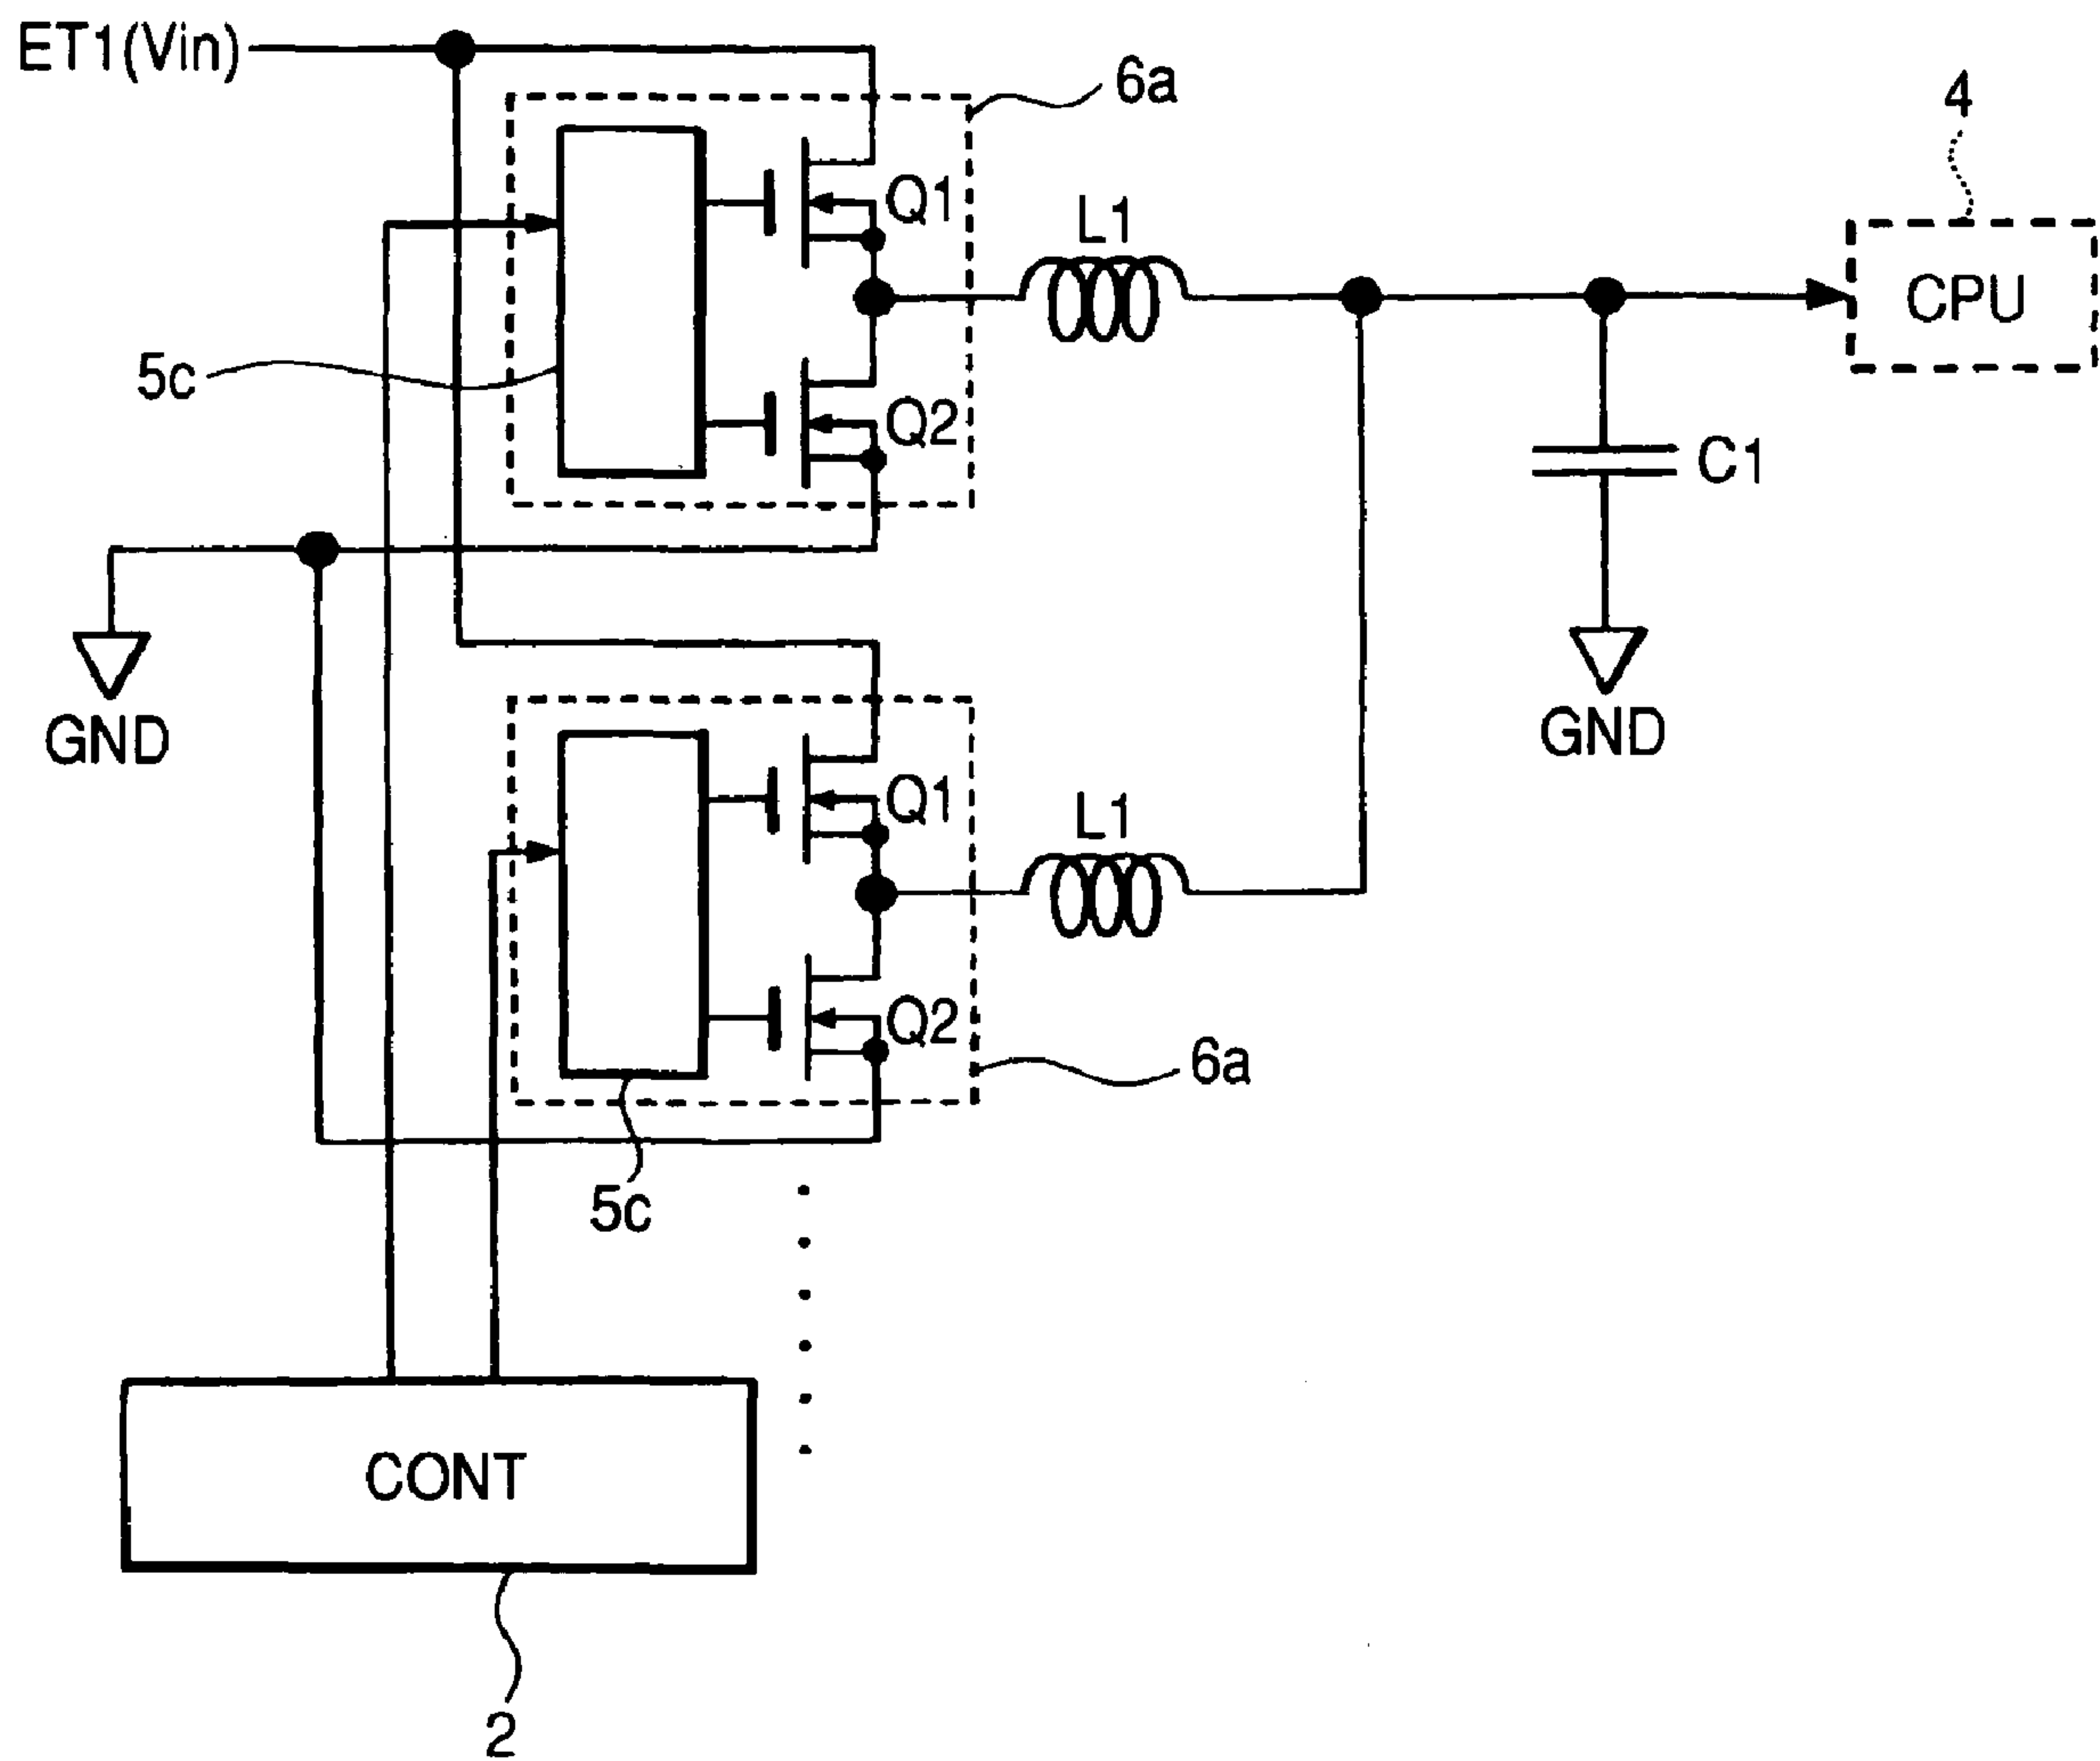 ET1(Vin)
6a
4
Q1
L1
CPU
5c
Q2
C1
GND
GND
Q1
L1
Q2
6a
5c
CONT
2